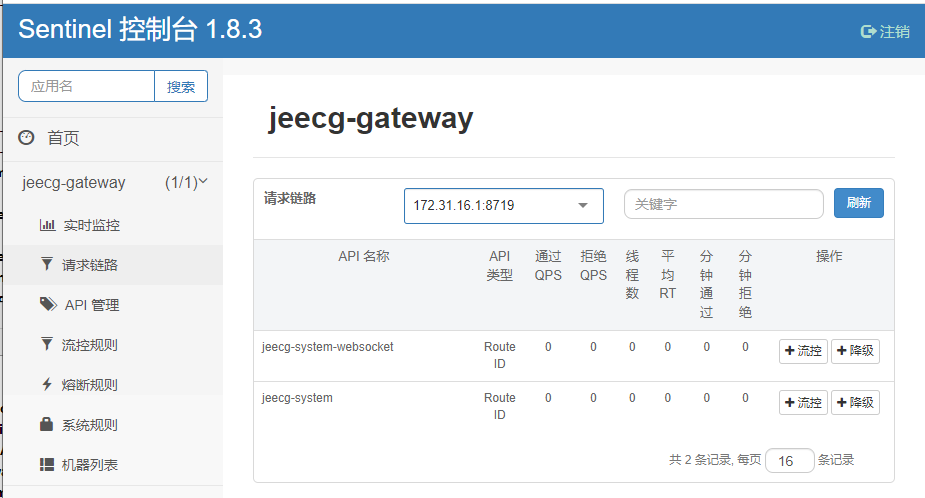 Sentinel 控制台 1.8.3
注销
应用名
搜索
首页
jeecg-gateway (1/1)
实时监控
请求链路
API 管理
流控规则
熔断规则
系统规则
机器列表
jeecg-gateway
请求链路
172.31.16.1:8719
关键字
刷新
API 名称
API
类型
通过
QPS
拒绝
QPS
线
程
数
平
均
RT
分
钟
通
过
分
钟
拒
绝
操作
jeecg-system-websocket
Route
ID
0 0 0 0 0 0
流控 降级
jeecg-system
Route
ID
0 0 0 0 0 0
流控 降级
共 2 条记录, 每页 16 条记录